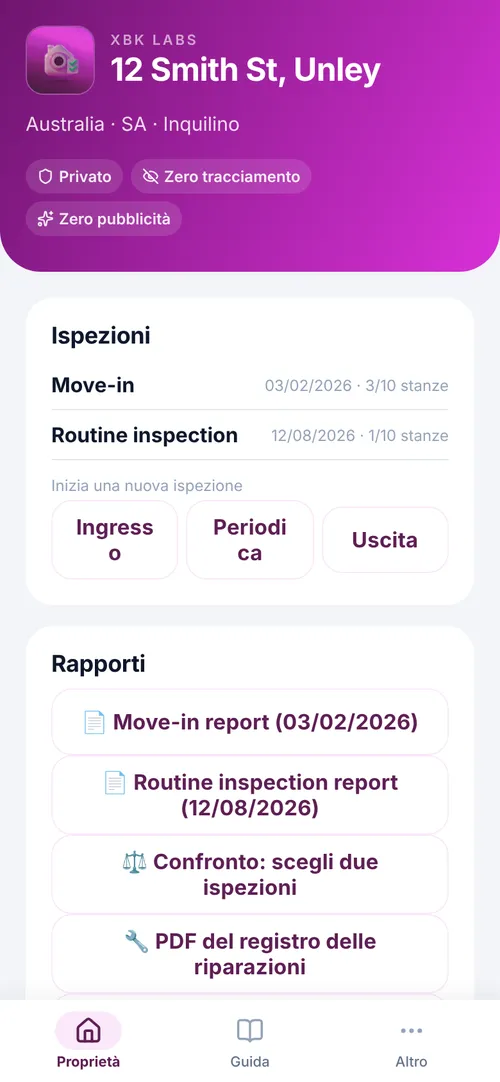 XBK LABS
12 Smith St, Unley
Australia · SA · Inquilino
Privato
Zero tracciamento
Zero pubblicità
Ispezioni
Move-in
03/02/2026 · 3/10 stanze
Routine inspection
12/08/2026 · 1/10 stanze
Inizia una nuova ispezione
Ingress
o
Periodi
ca
Uscita
Rapporti
📄 Move-in report (03/02/2026)
📄 Routine inspection report
(12/08/2026)
⚖️ Confronto: scegli due
ispezioni
🔧 PDF del registro delle
riparazioni
Proprietà
Guida
Altro